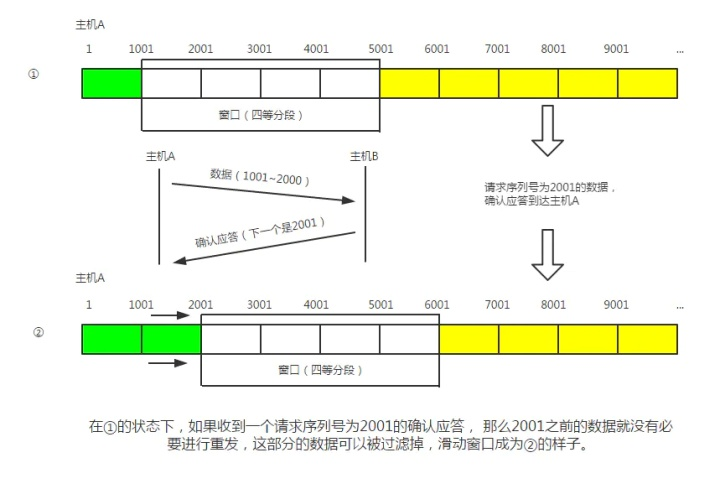 主机A
1 1001 2001 3001 4001 5001 6001 7001 8001 9001 ...
①
窗口（四等分段）
主机A 主机B
数据（1001~2000）
请求序列号为2001的数据，
确认应答到达主机A
确认应答（下一个是2001）
主机A
1 1001 2001 3001 4001 5001 6001 7001 8001 9001 ...
②
窗口（四等分段）
在①的状态下，如果收到一个请求序列号为2001的确认应答， 那么2001之前的数据就没有必
要进行重发，这部分的数据可以被过滤掉，滑动窗口成为②的样子。